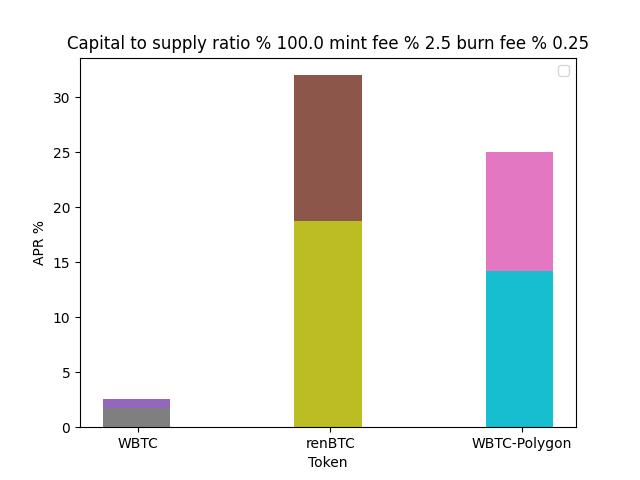 Capital to supply ratio % 100.0 mint fee % 2.5 burn fee % 0.25
30
25
20
15
10
5
0
APR %
WBTC
renBTC
WBTC-Polygon
Token